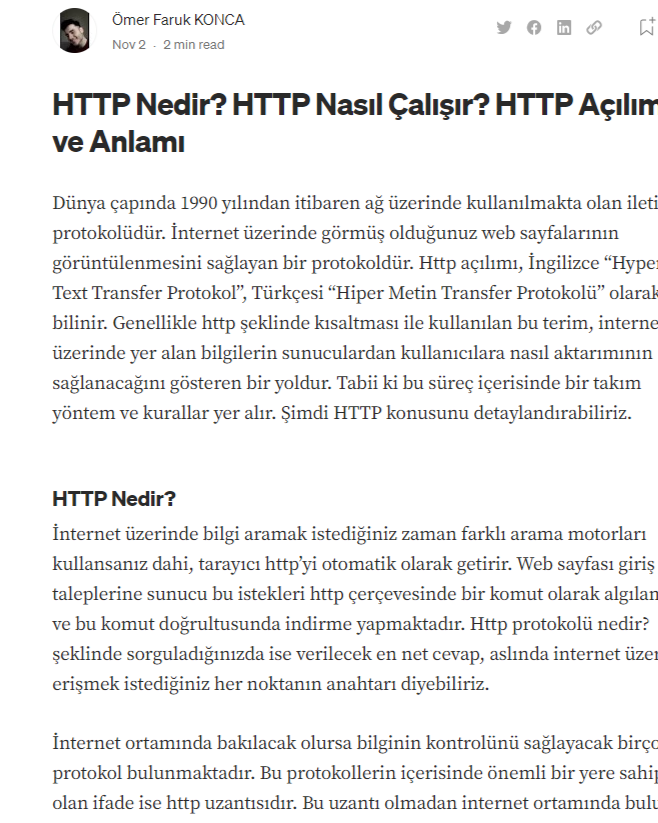 Ömer Faruk KONCA
Nov 2 · 2 min read
HTTP Nedir? HTTP Nasıl Çalışır? HTTP Açılım
ve Anlamı
Dünya çapında 1990 yılından itibaren ağ üzerinde kullanılmakta olan ileti
protokolüdür. İnternet üzerinde görmüş olduğunuz web sayfalarının
görüntülenmesini sağlayan bir protokoldür. Http açılımı, İngilizce “Hyper
Text Transfer Protokol”, Türkçesi “Hiper Metin Transfer Protokolü” olarak
bilinir. Genellikle http şeklinde kısaltması ile kullanılan bu terim, interne
üzerinde yer alan bilgilerin sunuculardan kullanıcılara nasıl aktarımının
sağlanacağını gösteren bir yoldur. Tabii ki bu süreç içerisinde bir takım
yöntem ve kurallar yer alır. Şimdi HTTP konusunu detaylandırabiliriz.
HTTP Nedir?
İnternet üzerinde bilgi aramak istediğiniz zaman farklı arama motorları
kullansanız dahi, tarayıcı http’yi otomatik olarak getirir. Web sayfası giriş
taleplerine sunucu bu istekleri http çerçevesinde bir komut olarak algılan
ve bu komut doğrultusunda indirme yapmaktadır. Http protokolü nedir?
şeklinde sorguladığınızda ise verilecek en net cevap, aslında internet üzer
erişmek istediğiniz her noktanın anahtarı diyebiliriz.
İnternet ortamında bakılacak olursa bilginin kontrolünü sağlayacak birço
protokol bulunmaktadır. Bu protokollerin içerisinde önemli bir yere sahip
olan ifade ise http uzantısıdır. Bu uzantı olmadan internet ortamında bulu